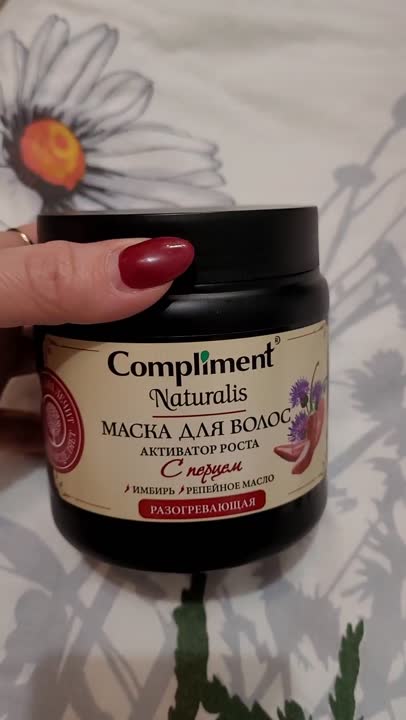 Compliment®
Naturalis
МАСКА ДЛЯ ВОЛОС
АКТИВАТОР РОСТА
С перцем
ИМБИРЬ РЕПЕЙНОЕ МАСЛО
РАЗОГРЕВАЮЩАЯ